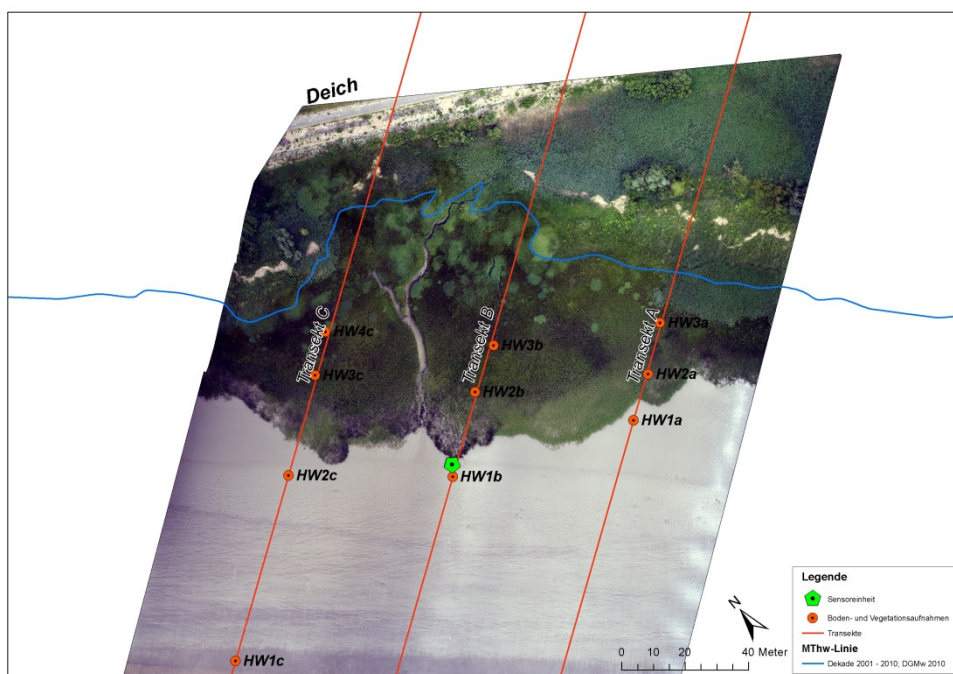 Deich
Transekt C
Transekt B
Transekt A
HW4c
HW3c
HW2c
HW1c
HW3b
HW2b
HW1b
HW3a
HW2a
HW1a
N
0 10 20 40 Meter
Legende
Sensoreinheit
Boden- und Vegetationsaufnahmen
Transekte
MThw-Linie
Dekade 2001 - 2010; DGMw 2010